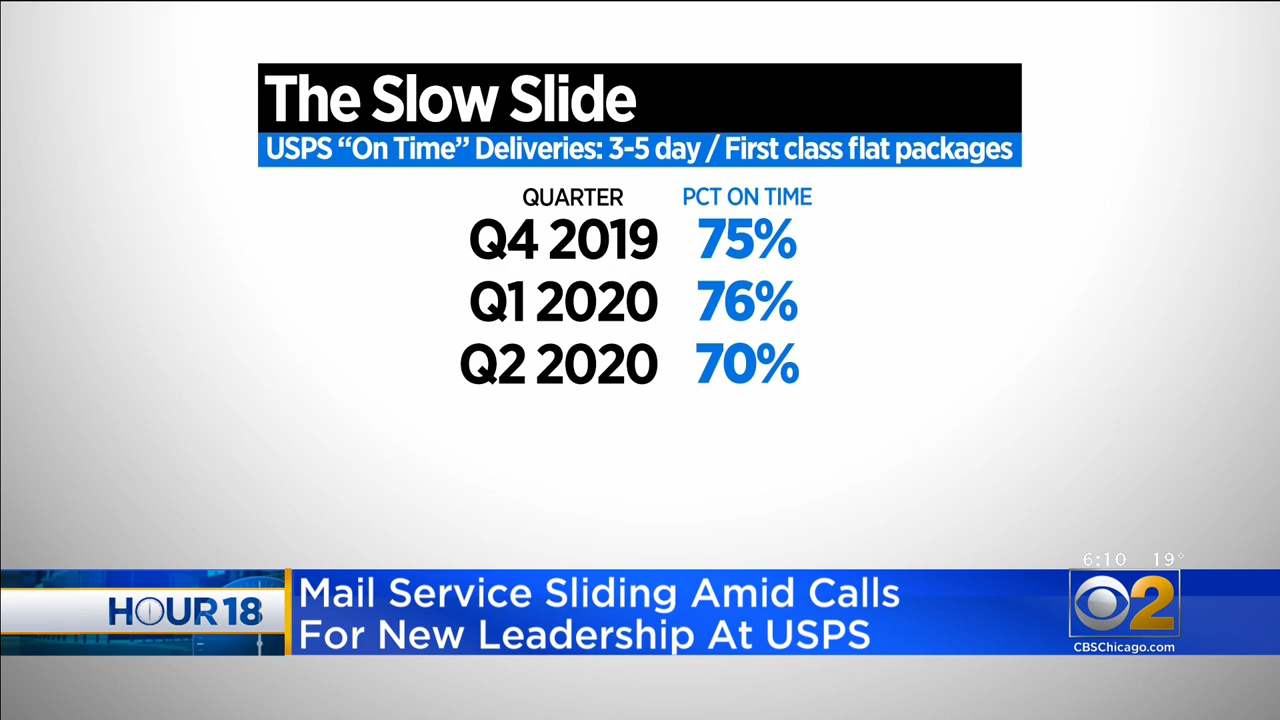 The Slow Slide
USPS “On Time” Deliveries: 3-5 day / First class flat packages
QUARTER PCT ON TIME
Q4 2019 75%
Q1 2020 76%
Q2 2020 70%
6:10 19°
HOUR 18
Mail Service Sliding Amid Calls
For New Leadership At USPS
2
CBSChicago.com